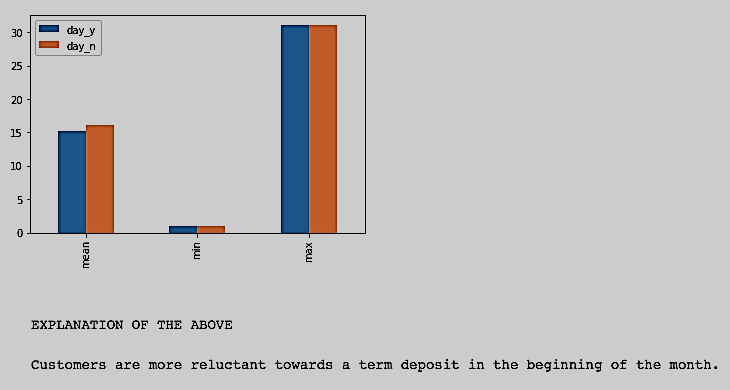 30
25
20
15
10
5
0
day_y
day_n
mean
min
max
EXPLANATION OF THE ABOVE
Customers are more reluctant towards a term deposit in the beginning of the month.